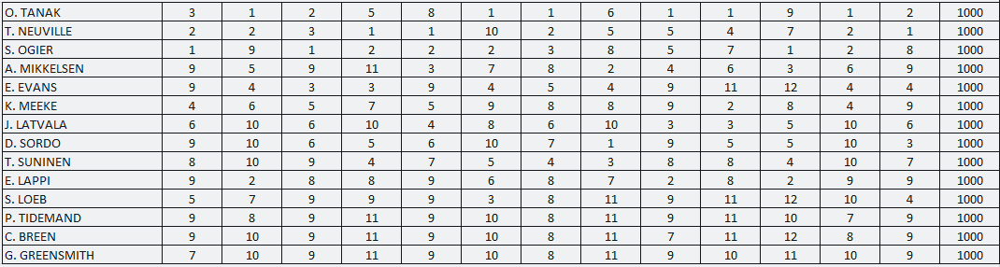 O. TANAK 3 1 2 5 8 1 1 6 1 1 9 1 2 1000
T. NEUVILLE 2 2 3 1 1 10 2 5 5 4 7 2 1 1000
S. OGIER 1 9 1 2 2 2 3 8 5 7 1 2 8 1000
A. MIKKELSEN 9 5 9 11 3 7 8 2 4 6 3 6 9 1000
E. EVANS 9 4 3 3 9 4 5 4 9 11 12 4 4 1000
K. MEEKE 4 6 5 7 5 9 8 8 9 2 8 4 9 1000
J. LATVALA 6 10 6 10 4 8 6 10 3 3 5 10 6 1000
D. SORDO 9 10 6 5 6 10 7 1 9 5 5 10 3 1000
T. SUNINEN 8 10 9 4 7 5 4 3 8 8 4 10 7 1000
E. LAPPI 9 2 8 8 9 6 8 7 2 8 2 9 9 1000
S. LOEB 5 7 9 9 9 3 8 11 9 11 12 10 4 1000
P. TIDEMAND 9 8 9 11 9 10 8 11 9 11 10 7 9 1000
C. BREEN 9 10 9 11 9 10 8 11 7 11 12 8 9 1000
G. GREENSMITH 7 10 9 11 9 10 8 11 9 10 11 10 9 1000